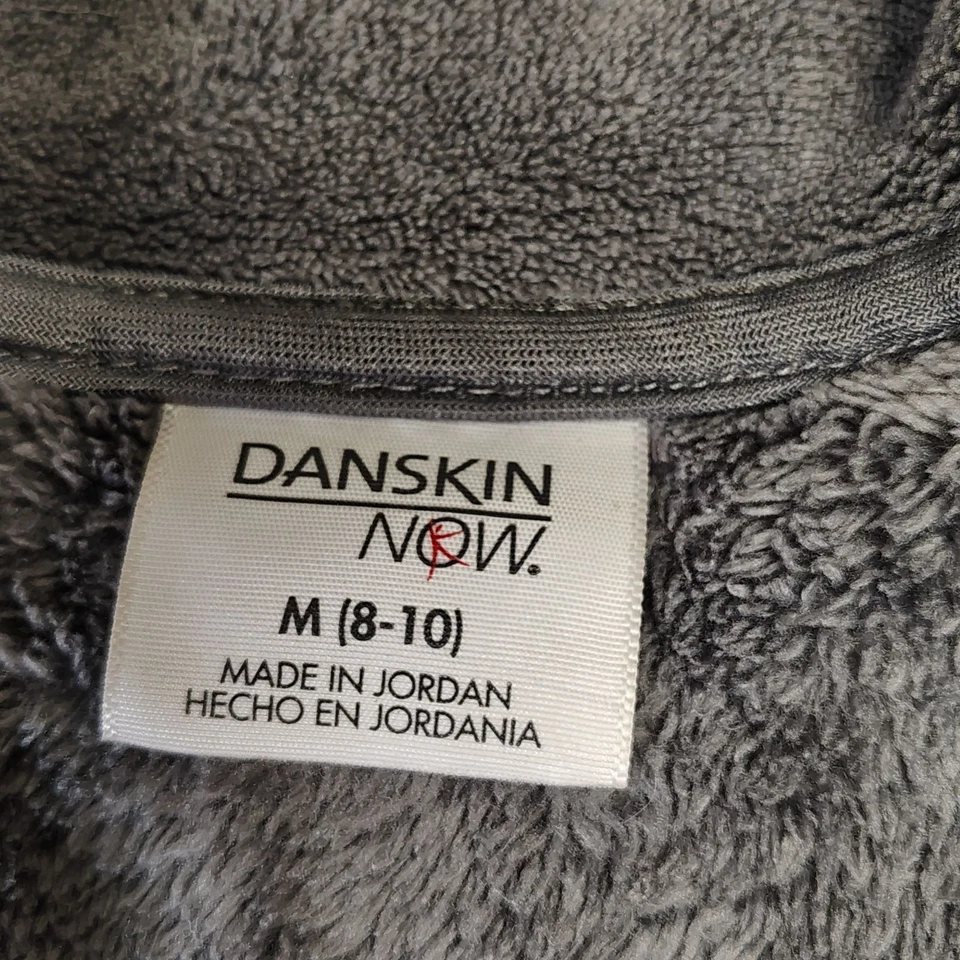 DANSKIN
NOW.
M (8-10)
MADE IN JORDAN
HECHO EN JORDANIA